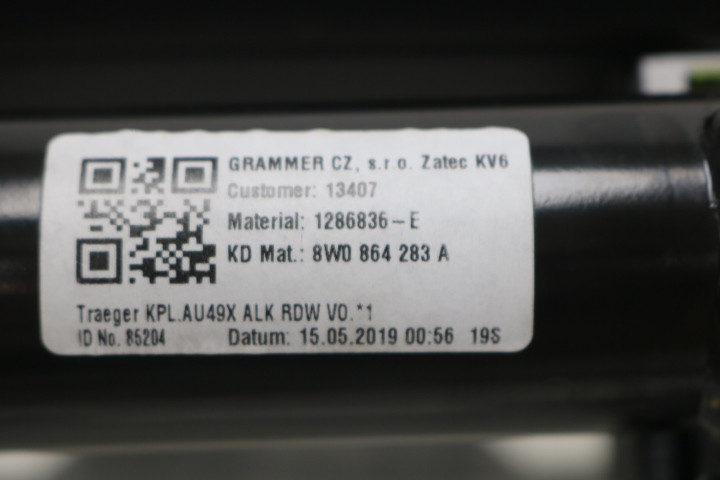 GRAMMER CZ, s.r.o. Zatec KV6
Customer: 13407
Material: 1286836-E
KD Mat.: 8W0 864 283 A
Traeger KPL.AU49X ALK RDW VO.*1
ID No. 85204 Datum: 15.05.2019 00:56 19S